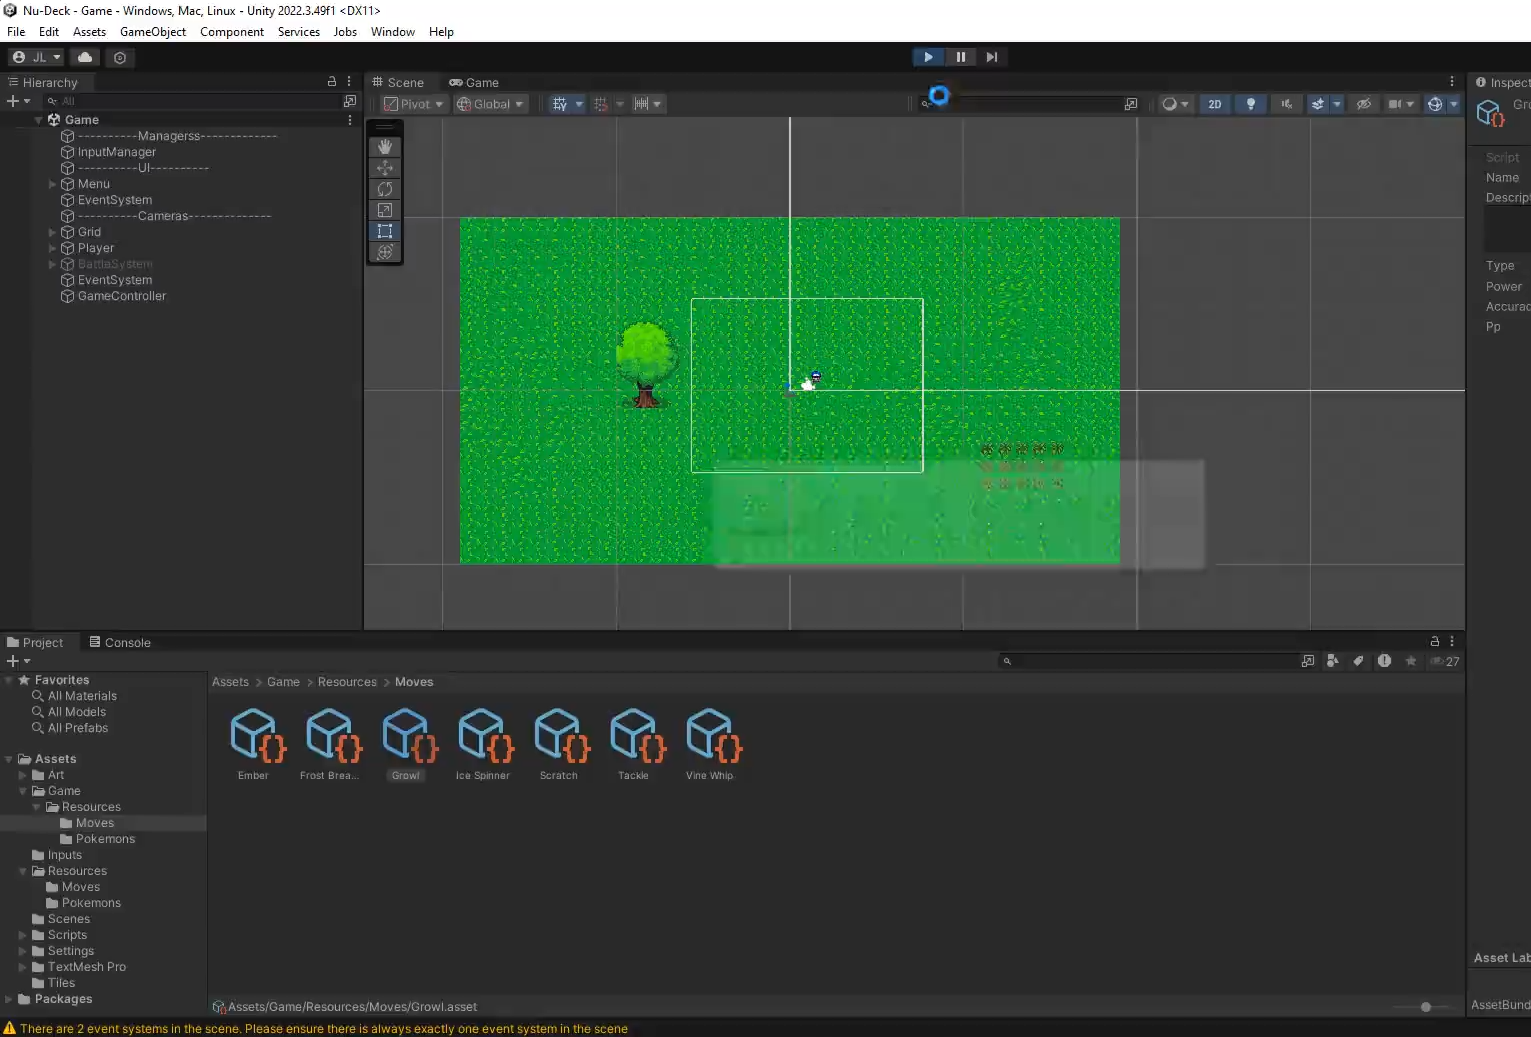 Nu-Deck - Game - Windows, Mac, Linux - Unity 2022.3.49f1 <DX11>
File Edit Assets GameObject Component Services Jobs Window Help
JL
Hierarchy
All
Game
----------Managerss-------------
InputManager
----------UI----------
Menu
EventSystem
----------Cameras--------------
Grid
Player
BattleSystem
EventSystem
GameController
Scene Game
Pivot Global 2D
Inspect
Gro
Script
Name
Descript
Type
Power
Accurac
Pp
Asset Lab
AssetBund
Project Console
27
Favorites
All Materials
All Models
All Prefabs
Assets
Art
Game
Resources
Moves
Pokemons
Inputs
Resources
Moves
Pokemons
Scenes
Scripts
Settings
TextMesh Pro
Tiles
Packages
Assets > Game > Resources > Moves
Ember Frost Brea... Growl Ice Spinner Scratch Tackle Vine Whip
Assets/Game/Resources/Moves/Growl.asset
There are 2 event systems in the scene. Please ensure there is always exactly one event system in the scene